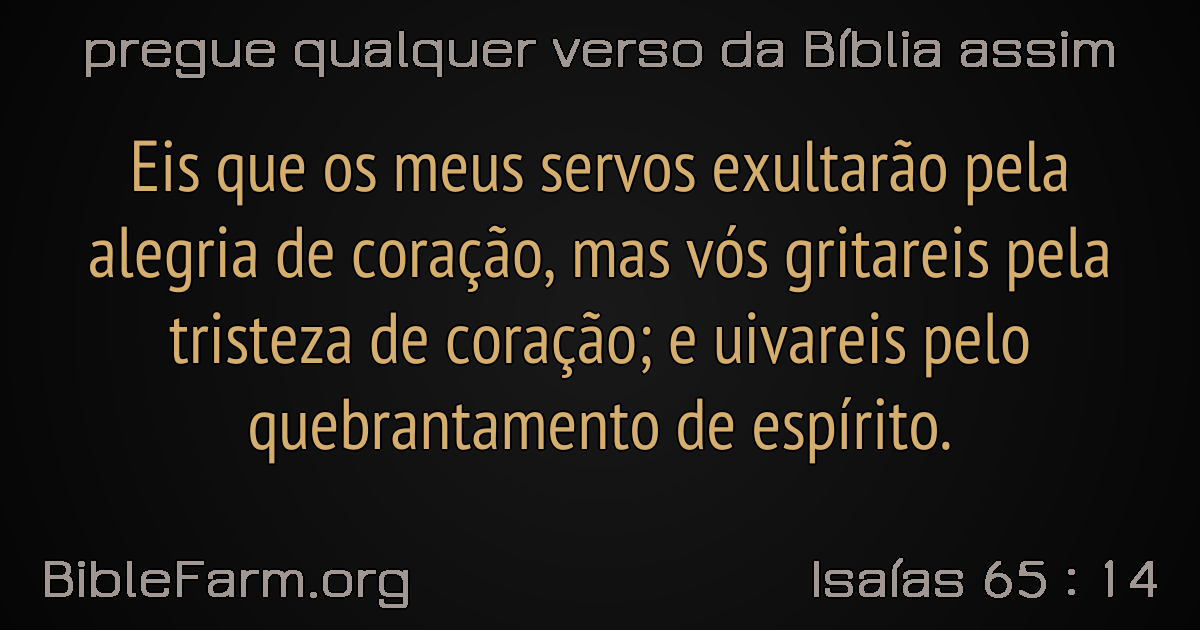 pregue qualquer verso da Bíblia assim
Eis que os meus servos exultarão pela
alegria de coração, mas vós gritareis pela
tristeza de coração; e uivareis pelo
quebrantamento de espírito.
BibleFarm.org
Isaías 65 : 14